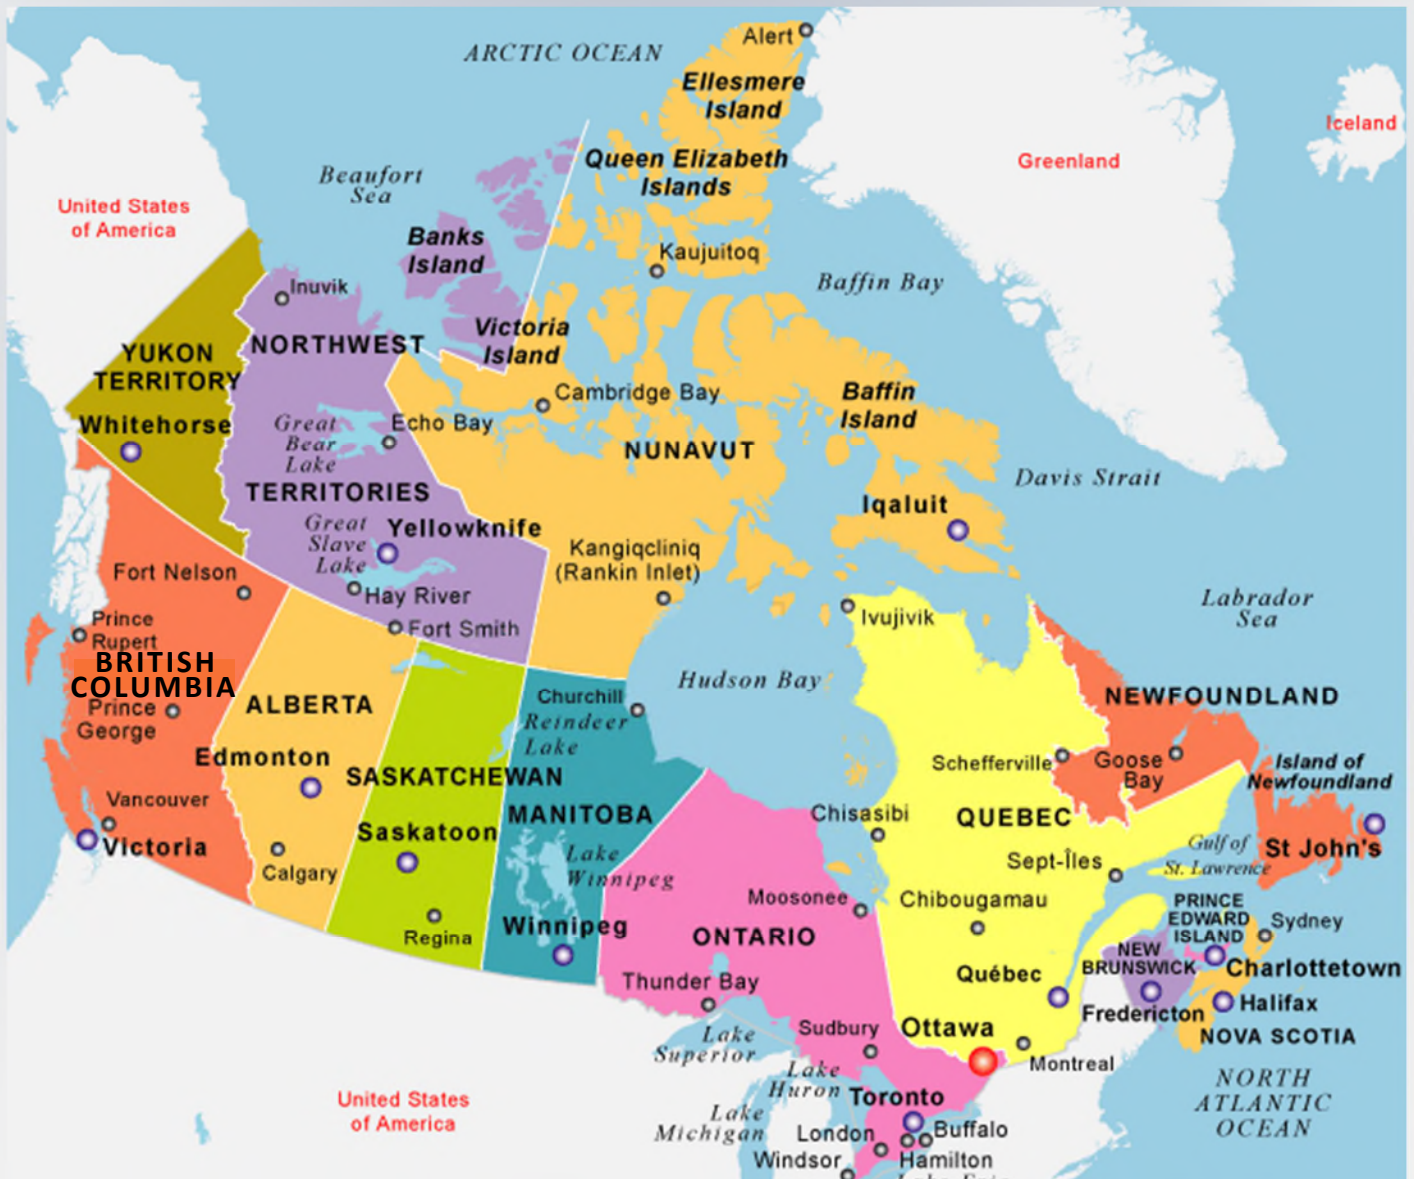 ARCTIC OCEAN
Alert
Ellesmere
Island
Iceland
Greenland
Queen Elizabeth
Islands
Beaufort
Sea
United States
of America
Banks
Island
Kaujuitoq
Baffin Bay
Inuvik
Victoria
Island
NORTHWEST
YUKON
TERRITORY
Cambridge Bay
Baffin
Island
Whitehorse
Great
Bear
Lake
Echo Bay
NUNAVUT
Davis Strait
TERRITORIES
Iqaluit
Great
Slave
Lake
Yellowknife
Kangiqcliniq
(Rankin Inlet)
Fort Nelson
Hay River
Labrador
Sea
Prince
Rupert
Fort Smith
Ivujivik
BRITISH
COLUMBIA
Hudson Bay
Churchill
NEWFOUNDLAND
ALBERTA
Prince
George
Reindeer
Lake
Edmonton
Schefferville
Goose
Bay
Island of
Newfoundland
SASKATCHEWAN
Vancouver
MANITOBA
Chisasibi
QUEBEC
Saskatoon
Victoria
Lake
Winnipeg
Gulf of
St. Lawrence
St John's
Sept-Îles
Calgary
Moosonee
Chibougamau
PRINCE
EDWARD
ISLAND
Sydney
Regina
Winnipeg
ONTARIO
NEW
BRUNSWICK
Charlottetown
Thunder Bay
Québec
Fredericton
Halifax
Lake
Superior
Sudbury
Ottawa
NOVA SCOTIA
Montreal
Lake
Huron
NORTH
ATLANTIC
OCEAN
United States
of America
Toronto
Lake
Michigan
London
Buffalo
Windsor
Hamilton
Lake Erie